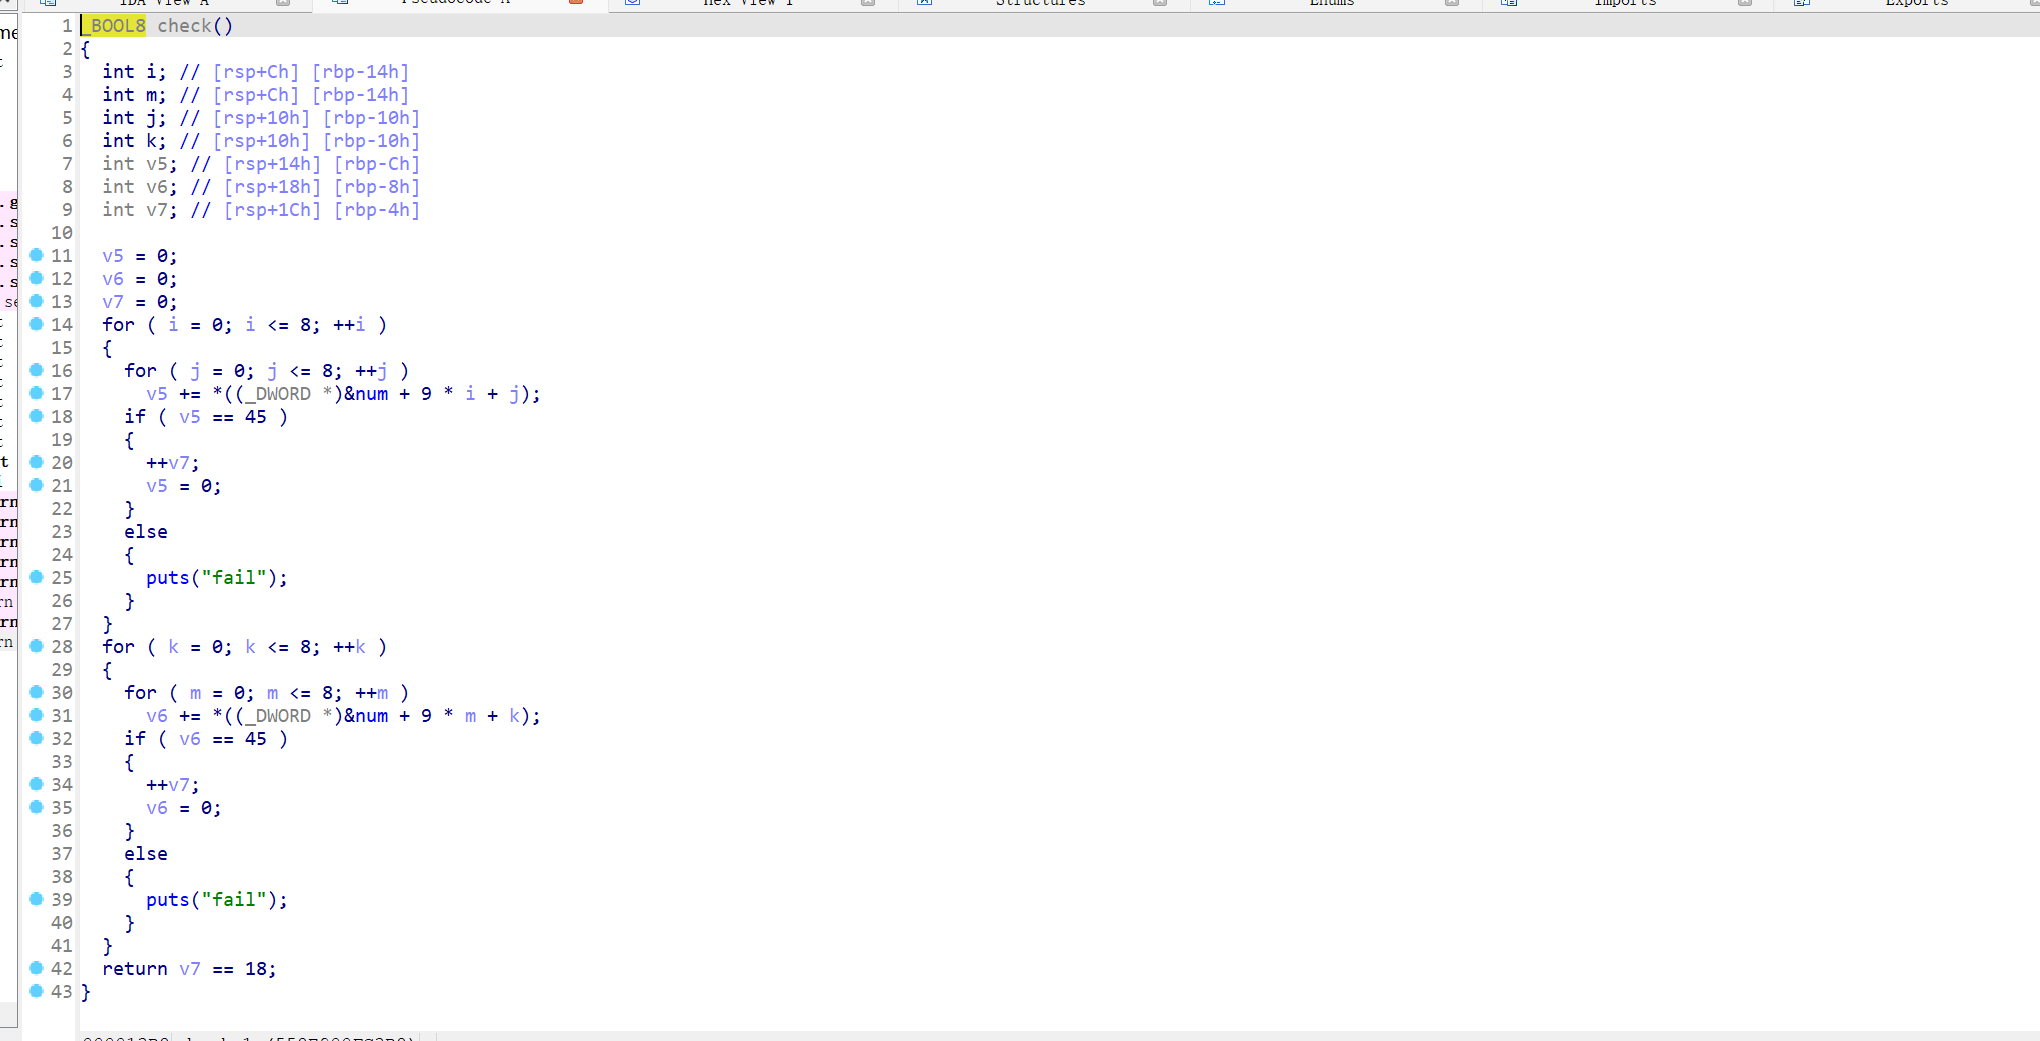 IDA View A Pseudocode A Hex View 1 Structures Enums Imports Exports
1 _BOOL8 check()
2 {
3 int i; // [rsp+Ch] [rbp-14h]
4 int m; // [rsp+Ch] [rbp-14h]
5 int j; // [rsp+10h] [rbp-10h]
6 int k; // [rsp+10h] [rbp-10h]
7 int v5; // [rsp+14h] [rbp-Ch]
8 int v6; // [rsp+18h] [rbp-8h]
9 int v7; // [rsp+1Ch] [rbp-4h]
10
11 v5 = 0;
12 v6 = 0;
13 v7 = 0;
14 for ( i = 0; i <= 8; ++i )
15 {
16 for ( j = 0; j <= 8; ++j )
17 v5 += *((_DWORD *)&num + 9 * i + j);
18 if ( v5 == 45 )
19 {
20 ++v7;
21 v5 = 0;
22 }
23 else
24 {
25 puts("fail");
26 }
27 }
28 for ( k = 0; k <= 8; ++k )
29 {
30 for ( m = 0; m <= 8; ++m )
31 v6 += *((_DWORD *)&num + 9 * m + k);
32 if ( v6 == 45 )
33 {
34 ++v7;
35 v6 = 0;
36 }
37 else
38 {
39 puts("fail");
40 }
41 }
42 return v7 == 18;
43 }